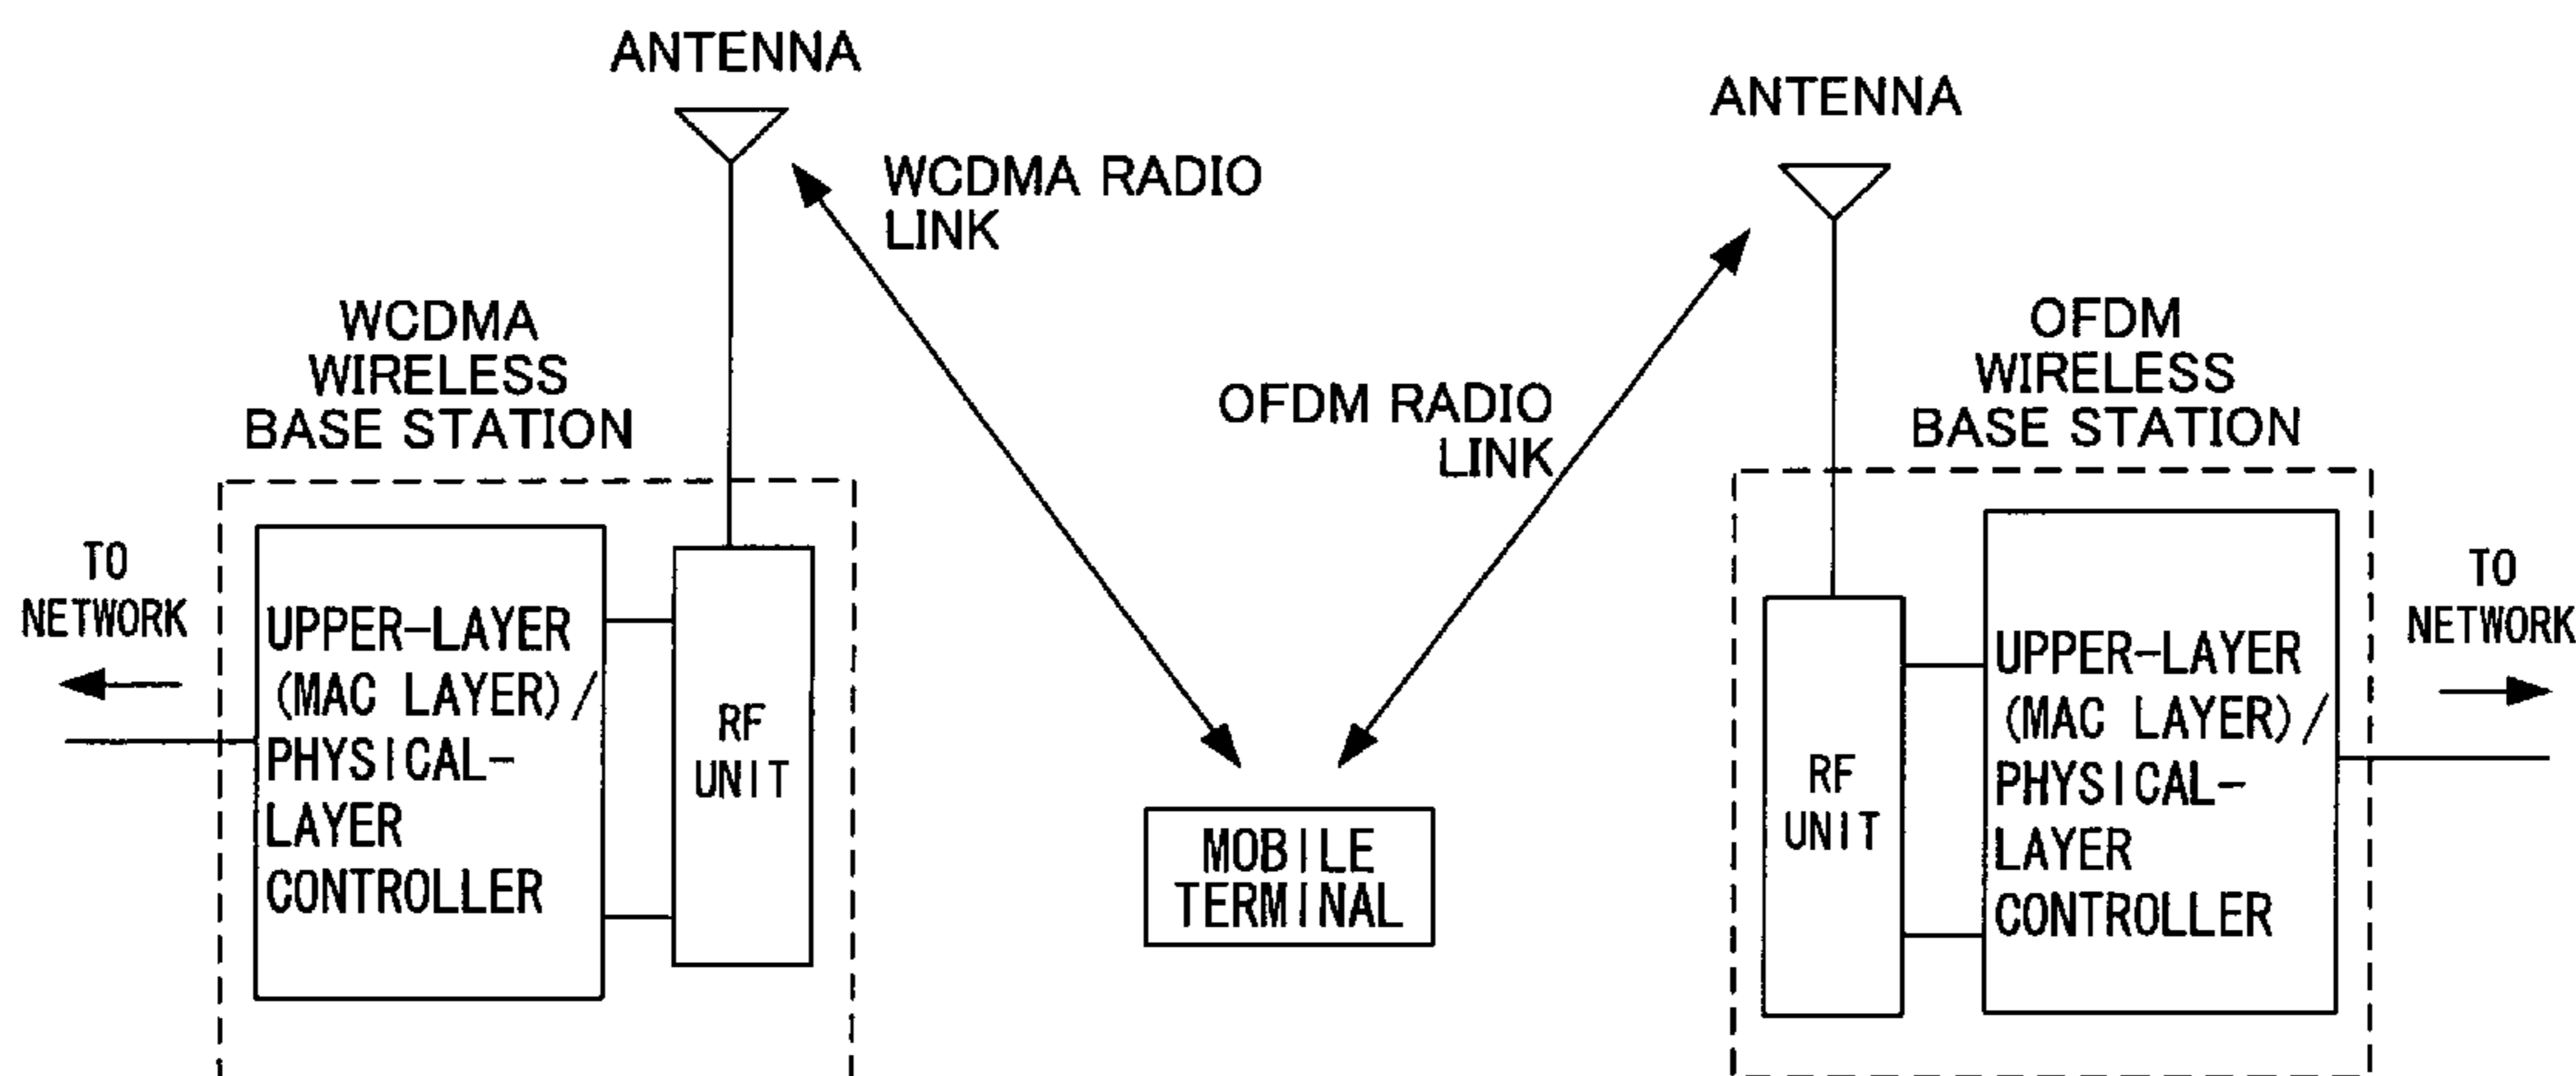 ANTENNA
WCDMA RADIO
LINK
WCDMA
WIRELESS
BASE STATION
TO
NETWORK
UPPER-LAYER
(MAC LAYER)/
PHYSICAL-
LAYER
CONTROLLER
RF
UNIT
MOBILE
TERMINAL
ANTENNA
OFDM RADIO
LINK
OFDM
WIRELESS
BASE STATION
RF
UNIT
UPPER-LAYER
(MAC LAYER)/
PHYSICAL-
LAYER
CONTROLLER
TO
NETWORK